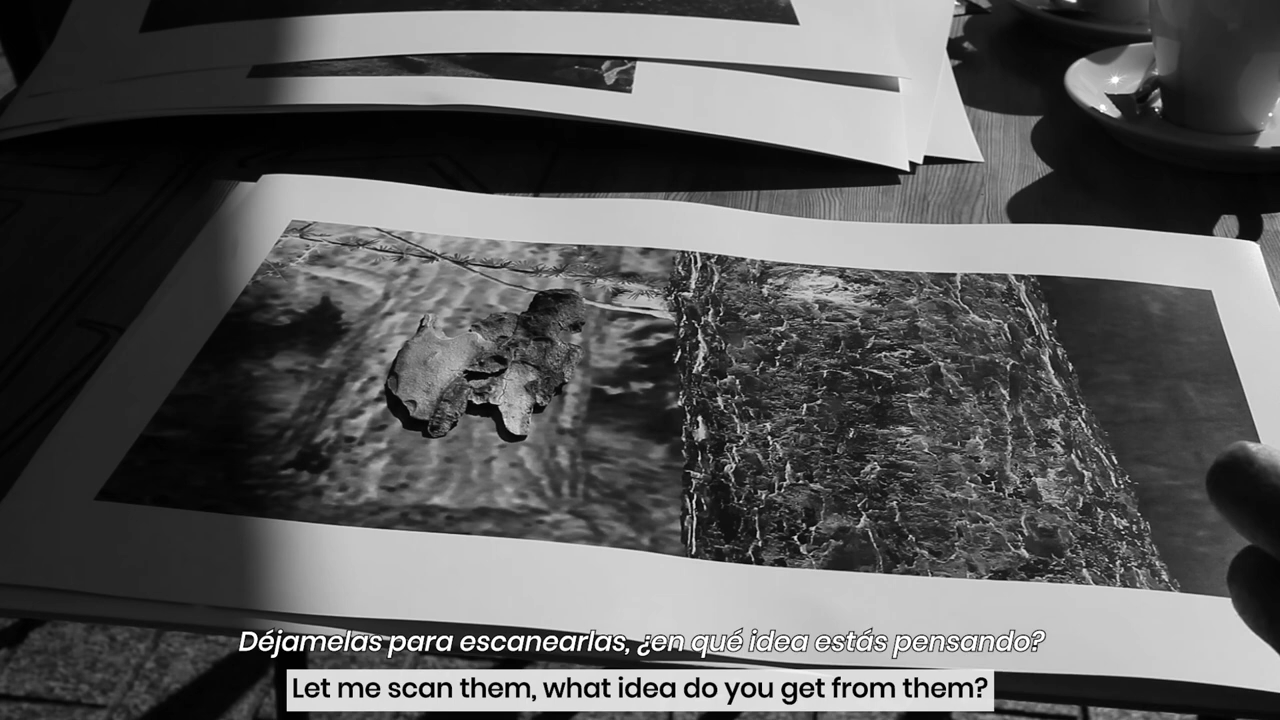 Déjamelas para escanearlas, ¿en qué idea estás pensando?
Let me scan them, what idea do you get from them?